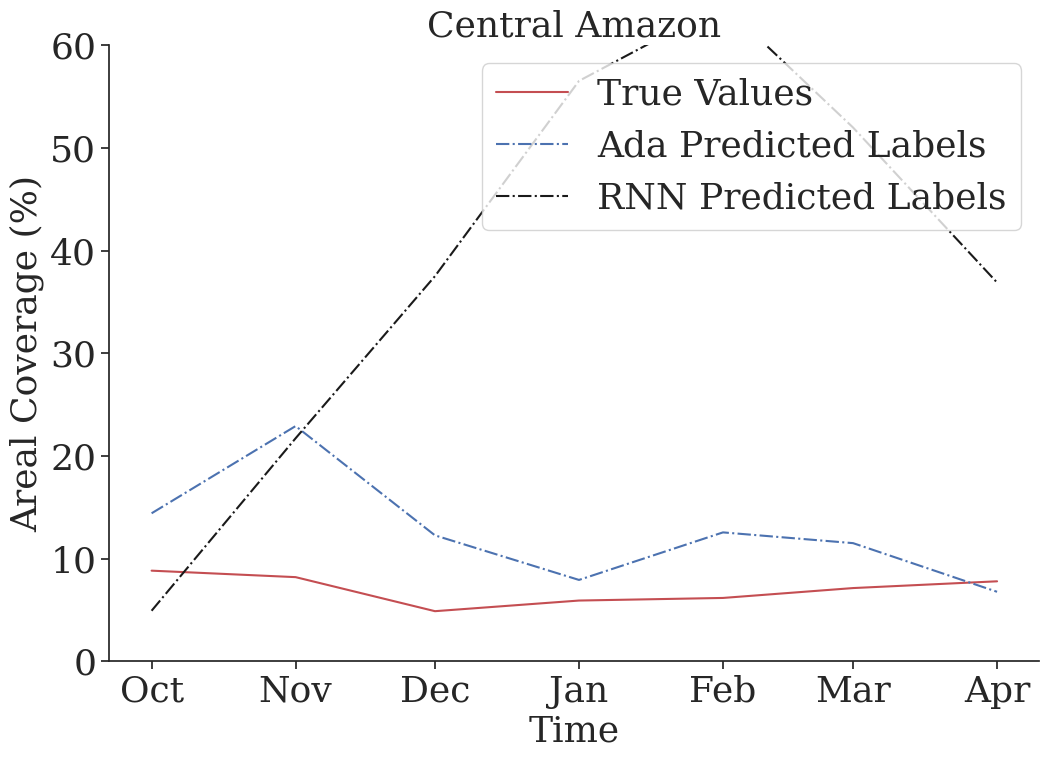 Central Amazon
60
50
40
30
20
10
0
Areal Coverage (%)
True Values
Ada Predicted Labels
RNN Predicted Labels
Oct Nov Dec Jan Feb Mar Apr
Time